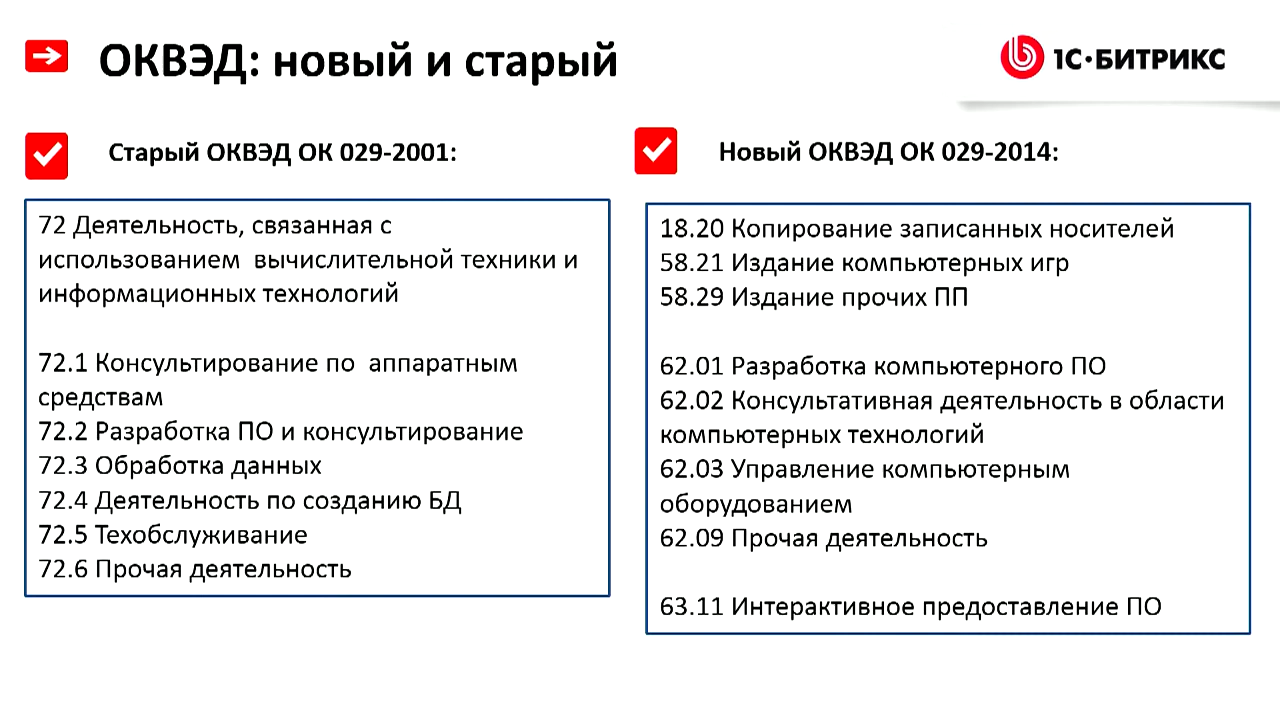 ОКВЭД: новый и старый
1С·БИТРИКС
Старый ОКВЭД ОК 029-2001:
72 Деятельность, связанная с
использованием вычислительной техники и
информационных технологий
72.1 Консультирование по аппаратным
средствам
72.2 Разработка ПО и консультирование
72.3 Обработка данных
72.4 Деятельность по созданию БД
72.5 Техобслуживание
72.6 Прочая деятельность
Новый ОКВЭД ОК 029-2014:
18.20 Копирование записанных носителей
58.21 Издание компьютерных игр
58.29 Издание прочих ПП
62.01 Разработка компьютерного ПО
62.02 Консультативная деятельность в области
компьютерных технологий
62.03 Управление компьютерным
оборудованием
62.09 Прочая деятельность
63.11 Интерактивное предоставление ПО